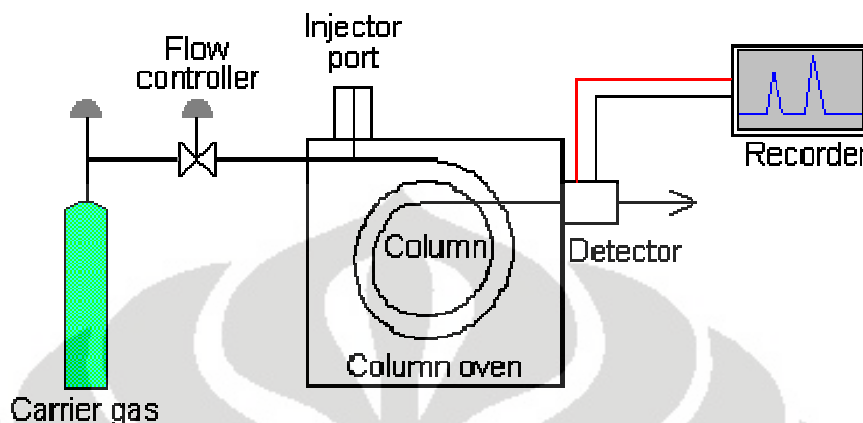 Injector
port
Flow
controller
Recorder
Column
Detector
Column oven
Carrier gas